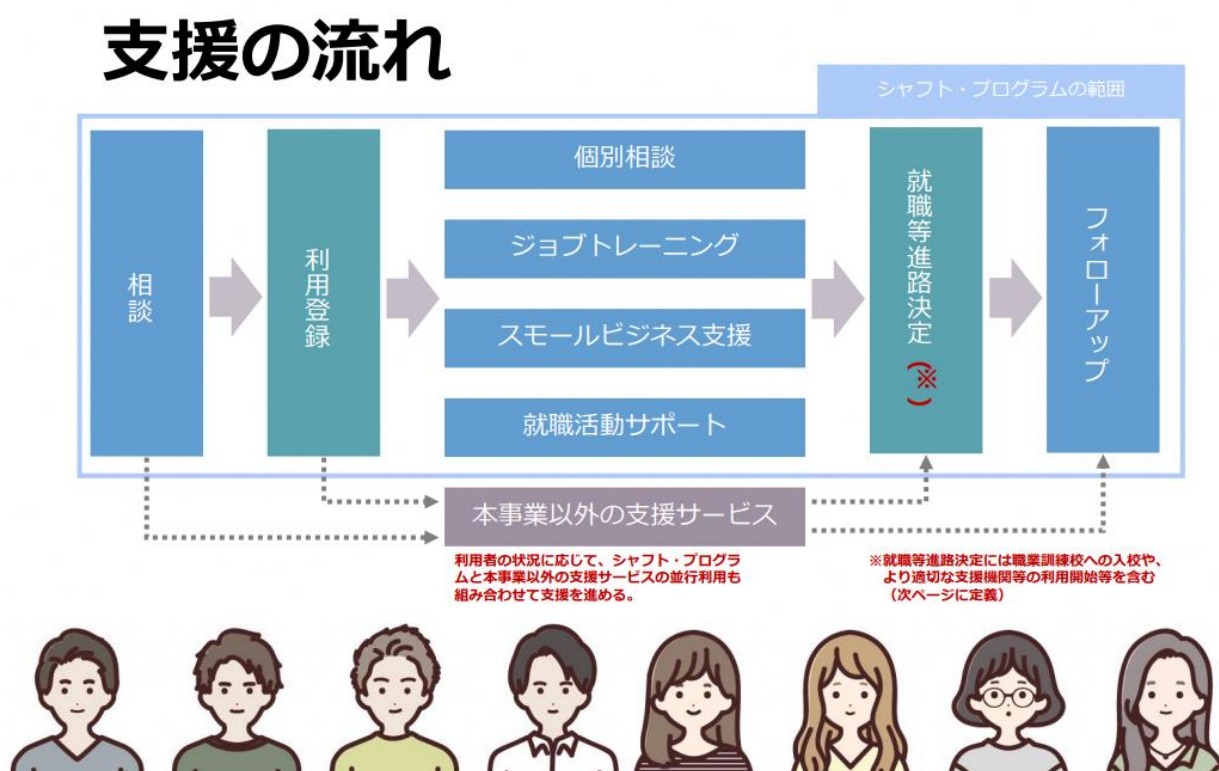 支援の流れ
シャフト・プログラムの範囲
相談
利用登録
個別相談
ジョブトレーニング
スモールビジネス支援
就職活動サポート
就職等進路決定(※)
フォローアップ
本事業以外の支援サービス
利用者の状況に応じて、シャフト・プログラ
ムと本事業以外の支援サービスの並行利用も
組み合わせて支援を進める。
※就職等進路決定には職業訓練校への入校や、
より適切な支援機関等の利用開始等を含む
（次ページに定義）